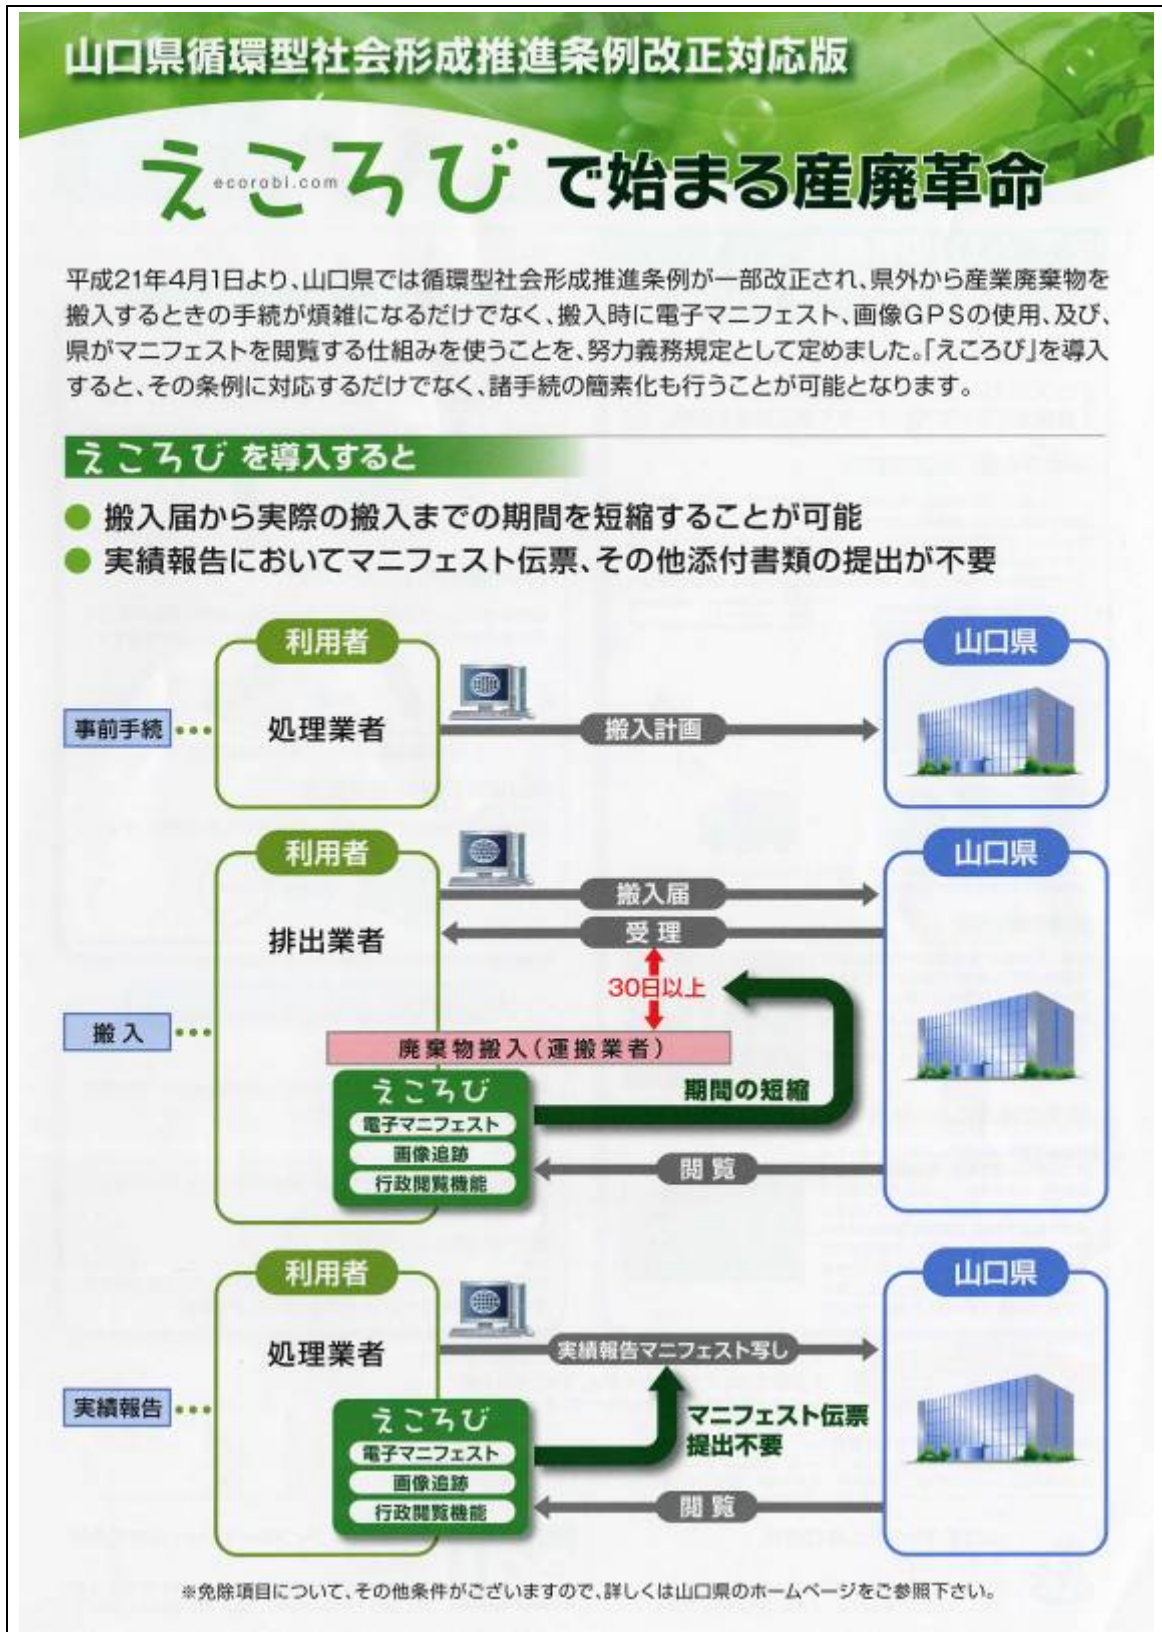 山口県循環型社会形成推進条例改正対応版
えころび で始まる産廃革命
ecorobi.com
平成21年4月1日より、山口県では循環型社会形成推進条例が一部改正され、県外から産業廃棄物を
搬入するときの手続が煩雑になるだけでなく、搬入時に電子マニフェスト、画像GPSの使用、及び、
県がマニフェストを閲覧する仕組みを使うことを、努力義務規定として定めました。「えころび」を導入
すると、その条例に対応するだけでなく、諸手続の簡素化も行うことが可能となります。
えころび を導入すると
● 搬入届から実際の搬入までの期間を短縮することが可能
● 実績報告においてマニフェスト伝票、その他添付書類の提出が不要
利用者
山口県
事前手続
処理業者
搬入計画
利用者
山口県
搬入届
排出業者
受理
30日以上
搬入
廃棄物搬入(運搬業者)
えころび
期間の短縮
電子マニフェスト
画像追跡
閲覧
行政閲覧機能
利用者
山口県
処理業者
実績報告マニフェスト写し
実績報告
えころび
マニフェスト伝票
提出不要
電子マニフェスト
画像追跡
閲覧
行政閲覧機能
※免除項目について、その他条件がございますので、詳しくは山口県のホームページをご参照下さい。